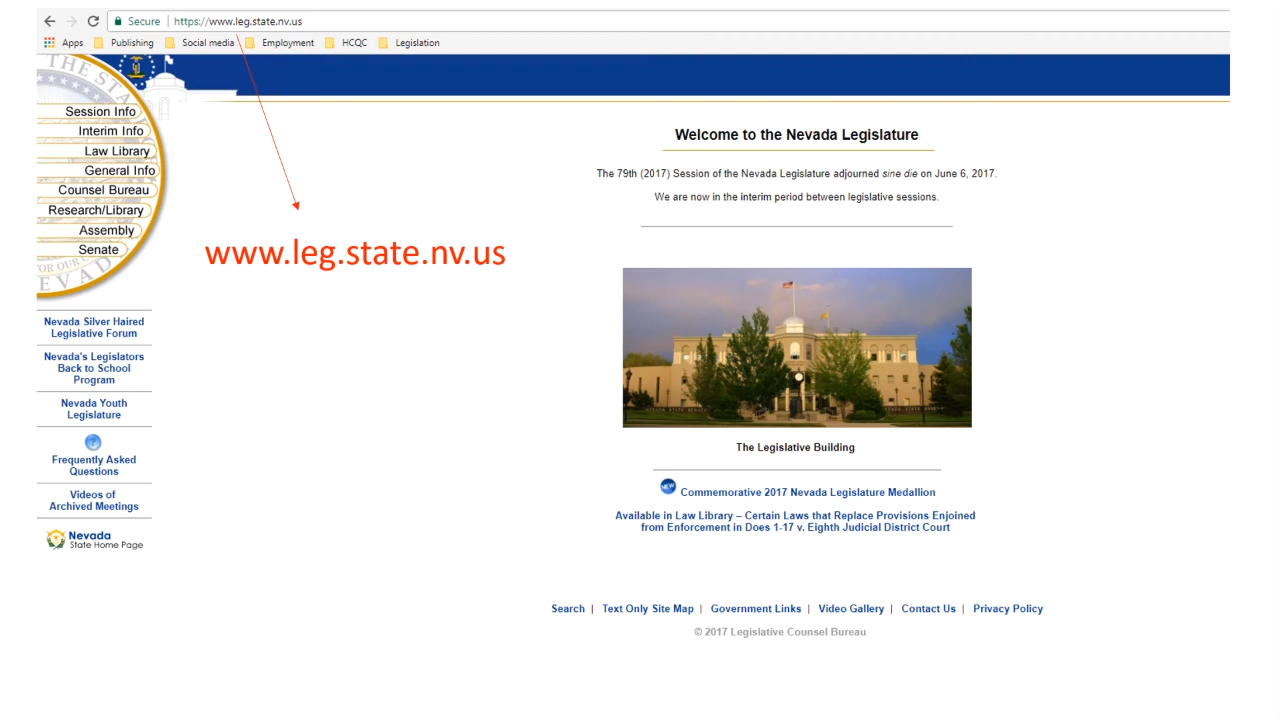 Secure | https://www.leg.state.nv.us
Apps Publishing Social media Employment HCQC Legislation
THE S
Session Info
Interim Info
Law Library
General Info
Counsel Bureau
Research/Library
Assembly
Senate
FOR OUR
EVAD
www.leg.state.nv.us
Welcome to the Nevada Legislature
The 79th (2017) Session of the Nevada Legislature adjourned sine die on June 6, 2017.
We are now in the interim period between legislative sessions.
The Legislative Building
NEW Commemorative 2017 Nevada Legislature Medallion
Available in Law Library – Certain Laws that Replace Provisions Enjoined
from Enforcement in Does 1-17 v. Eighth Judicial District Court
Nevada Silver Haired
Legislative Forum
Nevada's Legislators
Back to School
Program
Nevada Youth
Legislature
?
Frequently Asked
Questions
Videos of
Archived Meetings
Nevada
State Home Page
Search | Text Only Site Map | Government Links | Video Gallery | Contact Us | Privacy Policy
© 2017 Legislative Counsel Bureau